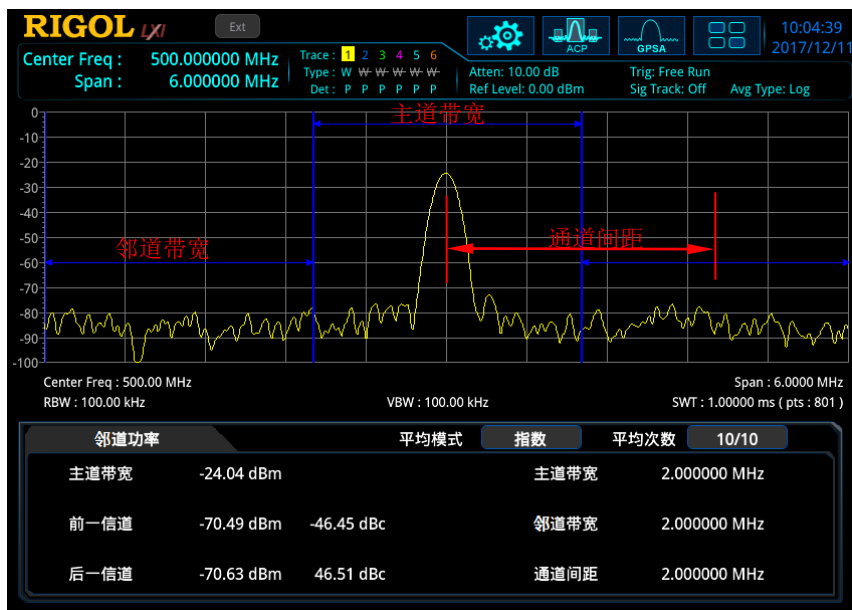 RIGOL LXI Ext 10:04:39
ACP GPSA 2017/12/11
Center Freq : 500.000000 MHz
Span : 6.000000 MHz
Trace : 1 2 3 4 5 6
Type : W W W W W W
Det : P P P P P P
Atten: 10.00 dB
Ref Level: 0.00 dBm
Trig: Free Run
Sig Track: Off Avg Type: Log
主道带宽
0
-10
-20
-30
-40
-50
-60
-70
-80
-90
-100
邻道带宽
通道间距
Center Freq : 500.00 MHz Span : 6.0000 MHz
RBW : 100.00 kHz VBW : 100.00 kHz SWT : 1.00000 ms ( pts : 801 )
邻道功率 平均模式 指数 平均次数 10/10
主道带宽 -24.04 dBm 主道带宽 2.000000 MHz
前一信道 -70.49 dBm -46.45 dBc 邻道带宽 2.000000 MHz
后一信道 -70.63 dBm 46.51 dBc 通道间距 2.000000 MHz